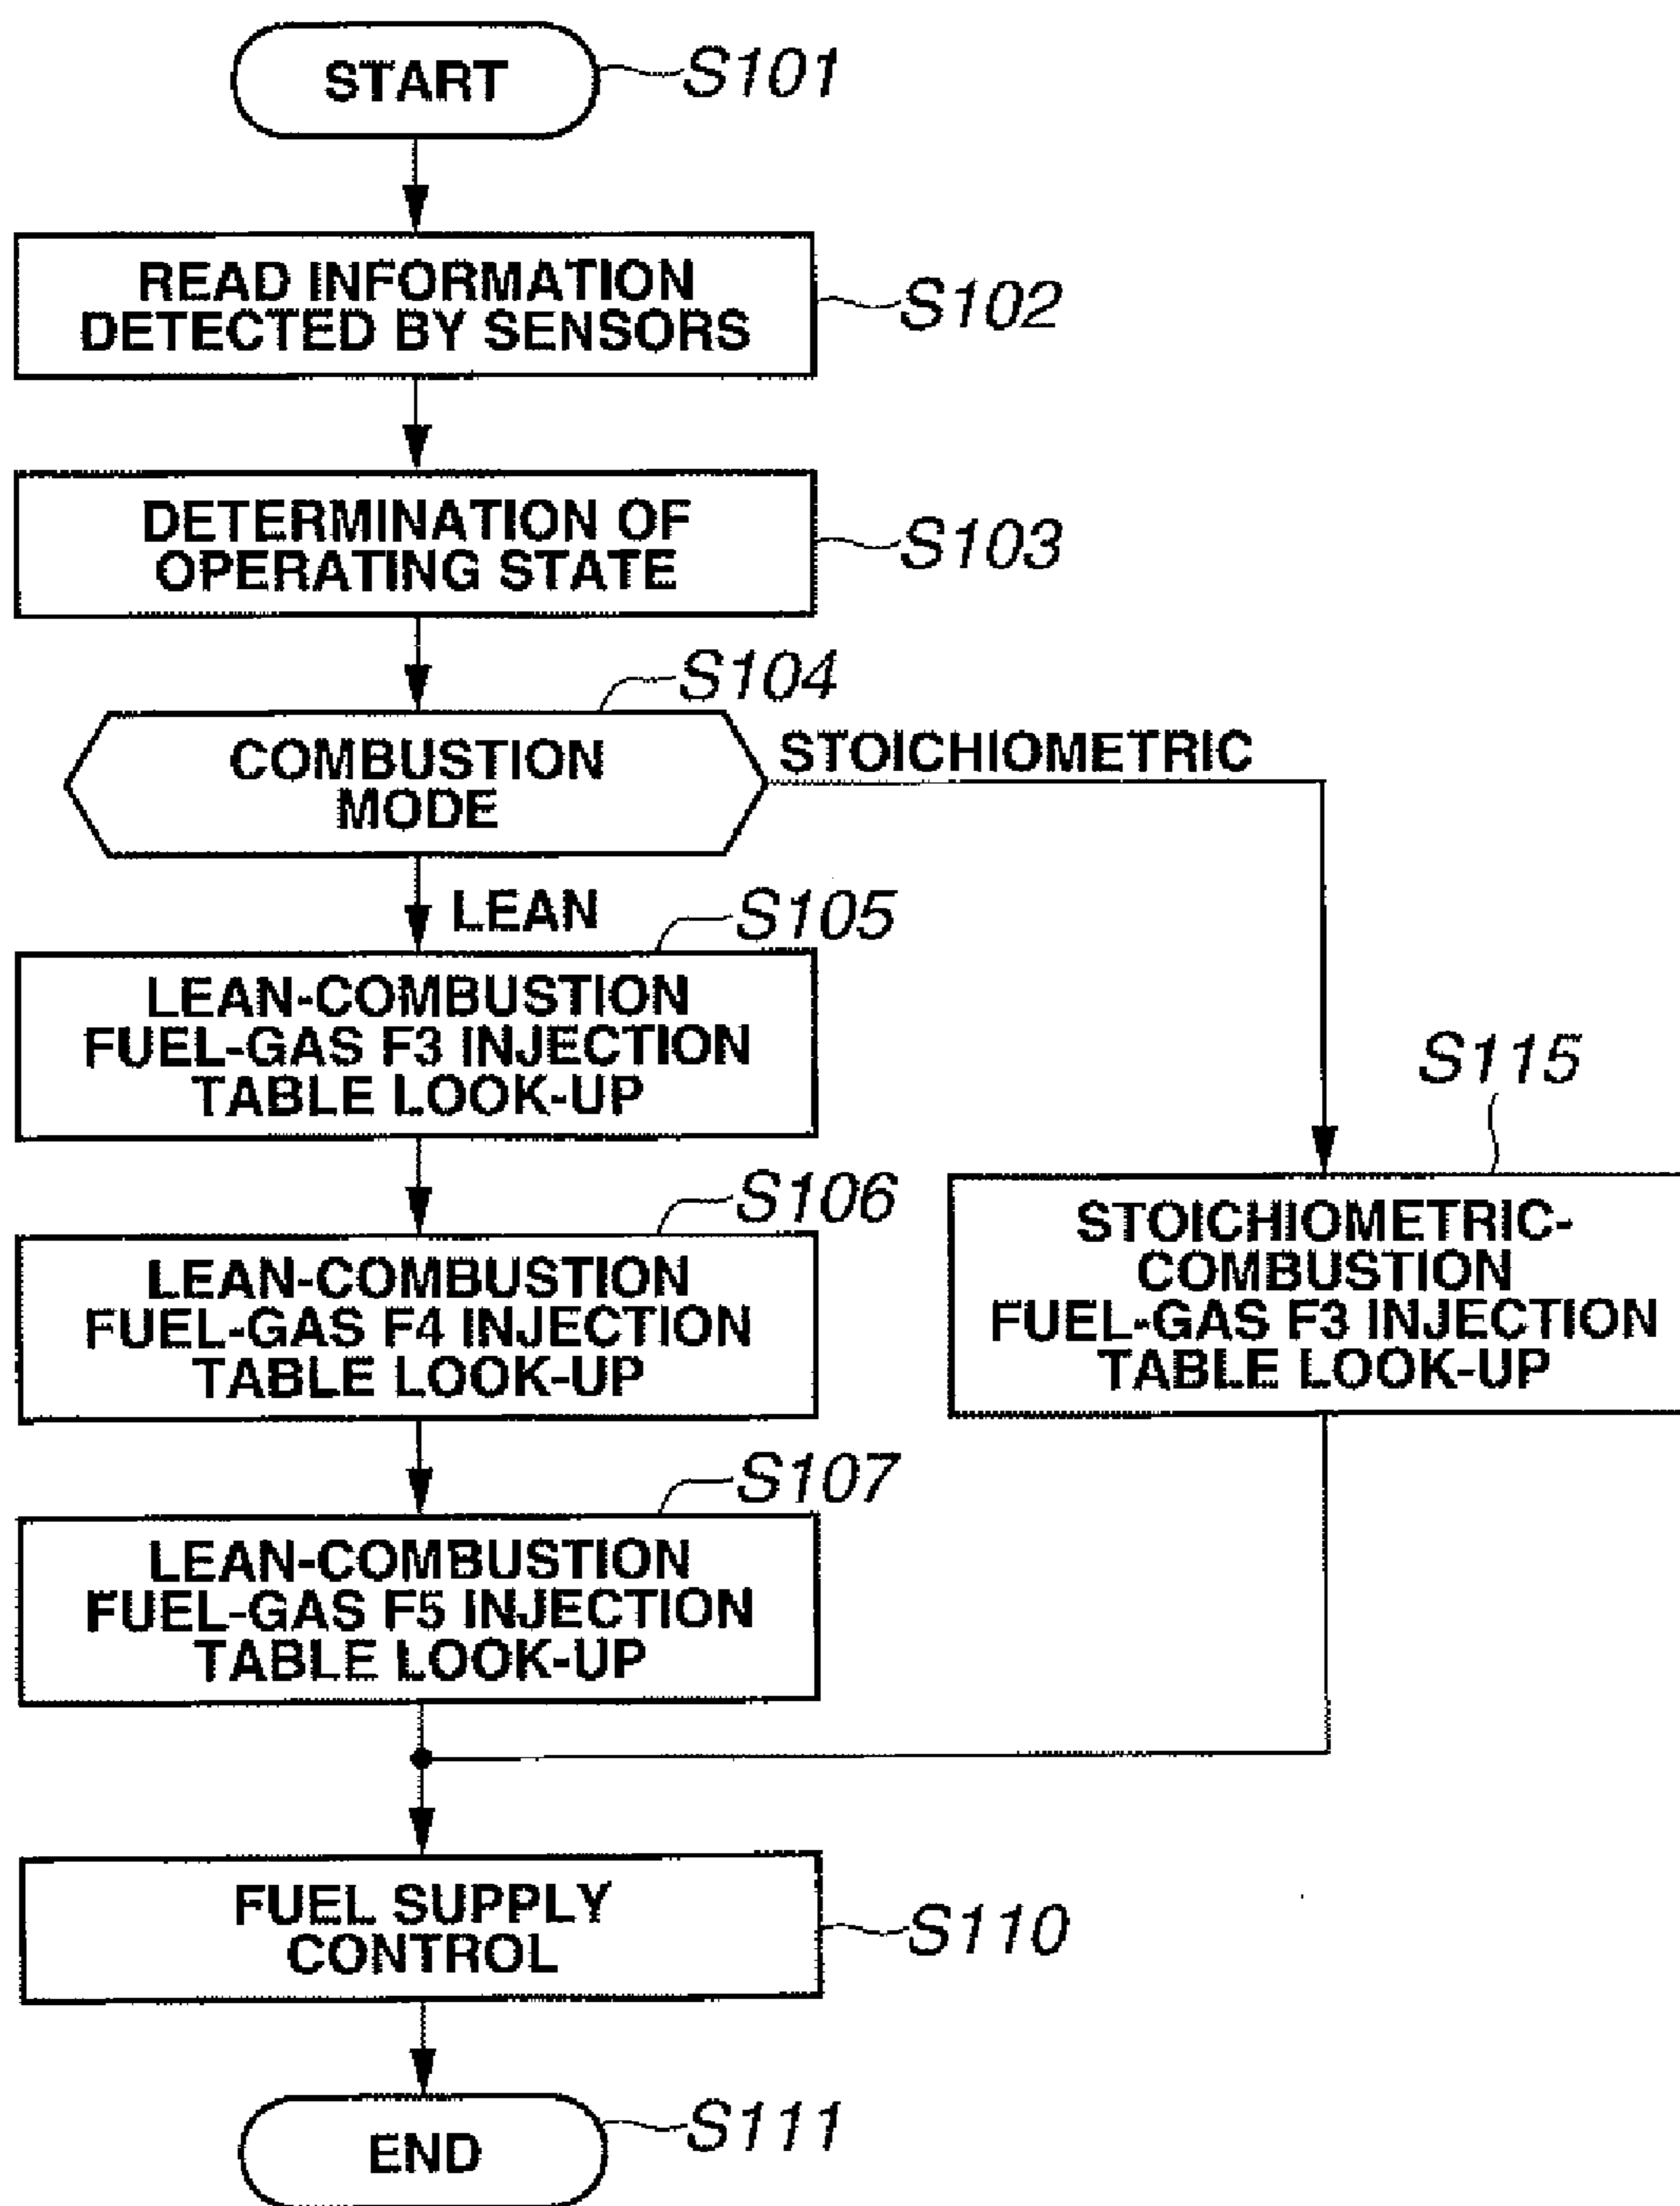 START
S101
READ INFORMATION
DETECTED BY SENSORS
S102
DETERMINATION OF
OPERATING STATE
S103
S104
COMBUSTION
MODE
STOICHIOMETRIC
LEAN
S105
LEAN-COMBUSTION
FUEL-GAS F3 INJECTION
TABLE LOOK-UP
S106
LEAN-COMBUSTION
FUEL-GAS F4 INJECTION
TABLE LOOK-UP
S115
STOICHIOMETRIC-
COMBUSTION
FUEL-GAS F3 INJECTION
TABLE LOOK-UP
S107
LEAN-COMBUSTION
FUEL-GAS F5 INJECTION
TABLE LOOK-UP
FUEL SUPPLY
CONTROL
S110
END
S111